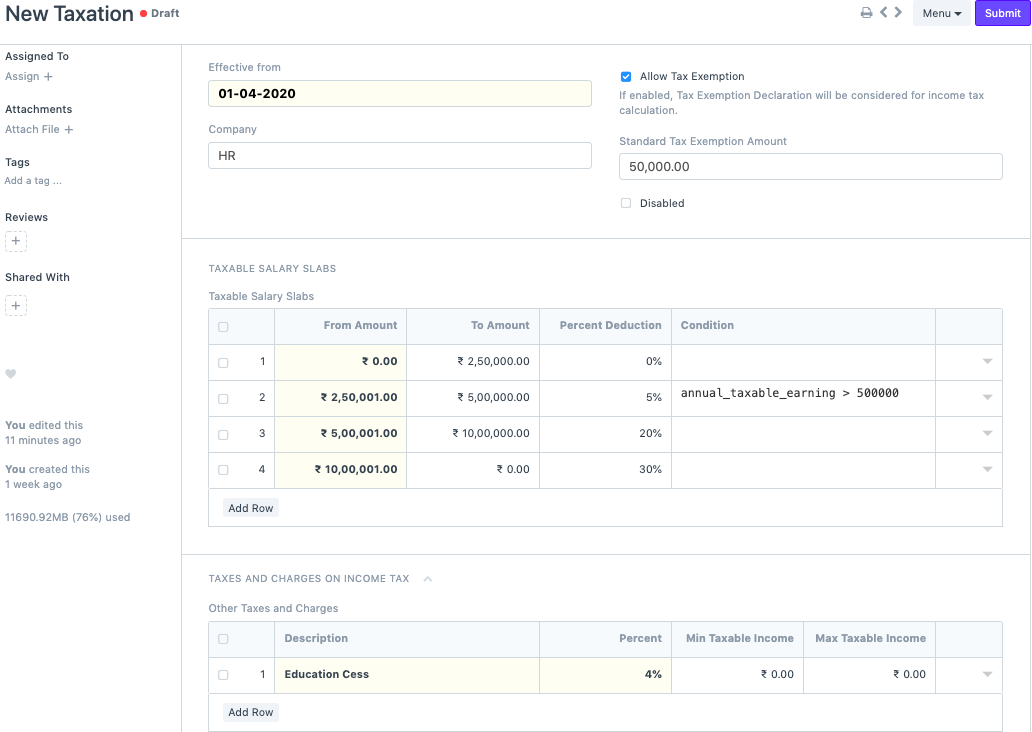 New Taxation Draft Menu Submit
Assigned To
Assign +
Attachments
Attach File +
Tags
Add a tag ...
Reviews
+
Shared With
+
You edited this
11 minutes ago
You created this
1 week ago
11690.92MB (76%) used
Effective from
01-04-2020
Company
HR
Allow Tax Exemption
If enabled, Tax Exemption Declaration will be considered for income tax
calculation.
Standard Tax Exemption Amount
50,000.00
Disabled
TAXABLE SALARY SLABS
Taxable Salary Slabs
From Amount To Amount Percent Deduction Condition
1 ₹ 0.00 ₹ 2,50,000.00 0%
2 ₹ 2,50,001.00 ₹ 5,00,000.00 5% annual_taxable_earning > 500000
3 ₹ 5,00,001.00 ₹ 10,00,000.00 20%
4 ₹ 10,00,001.00 ₹ 0.00 30%
Add Row
TAXES AND CHARGES ON INCOME TAX
Other Taxes and Charges
Description Percent Min Taxable Income Max Taxable Income
1 Education Cess 4% ₹ 0.00 ₹ 0.00
Add Row